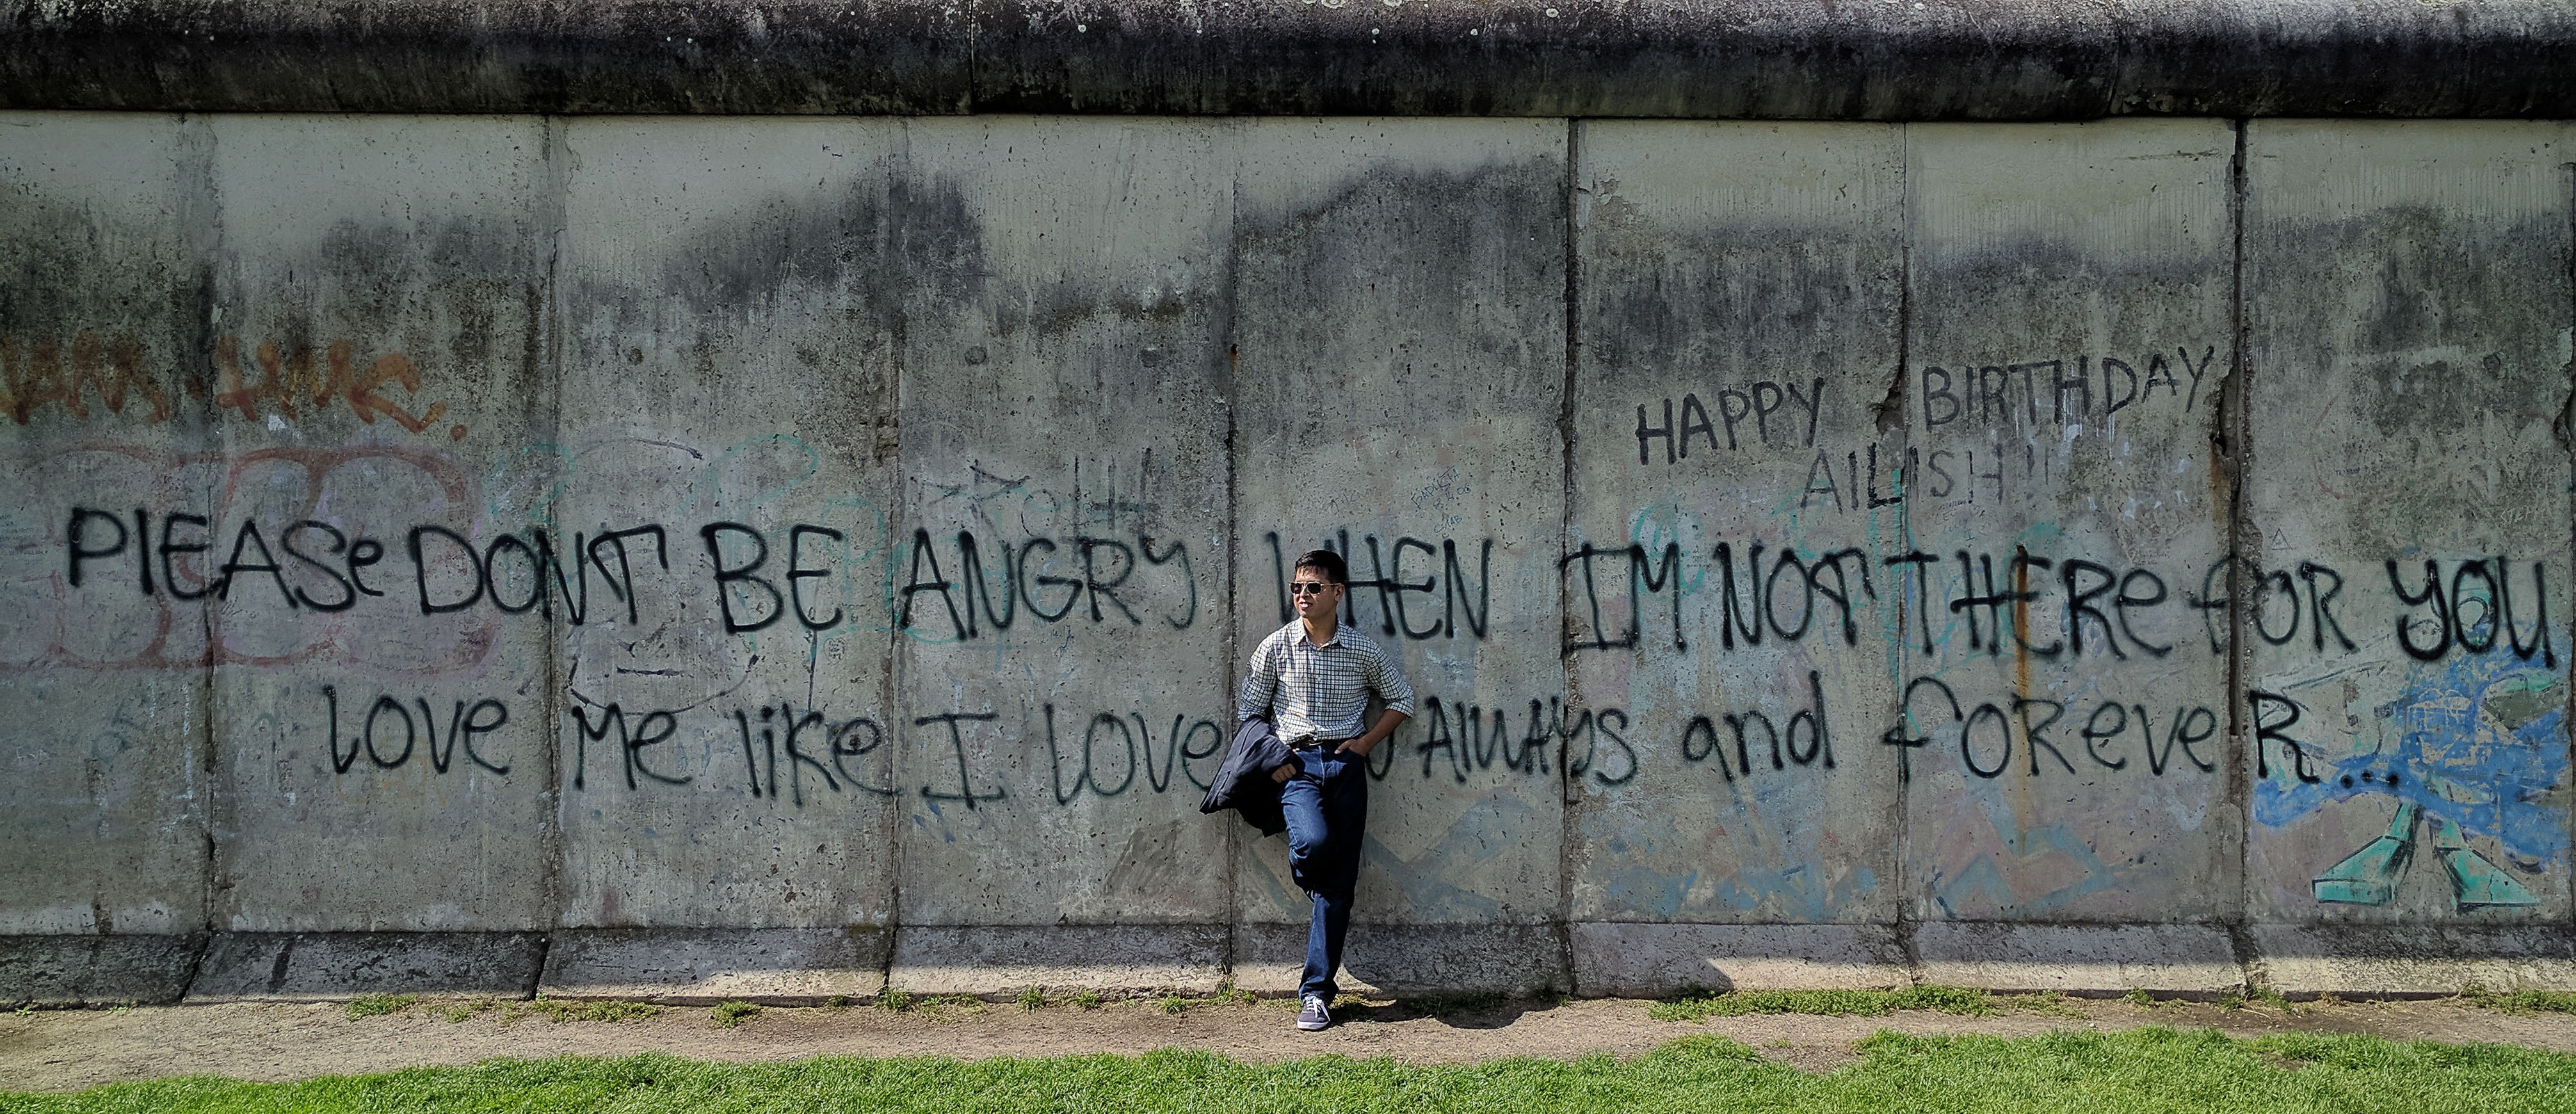 HAPPY BIRTHDAY
AILISH!!
PlEASe DONT BE ANGRY WHEN IM NOT THERe foR YOU
lOVe Me liKe I lOVe AlWAYS and foReveR...